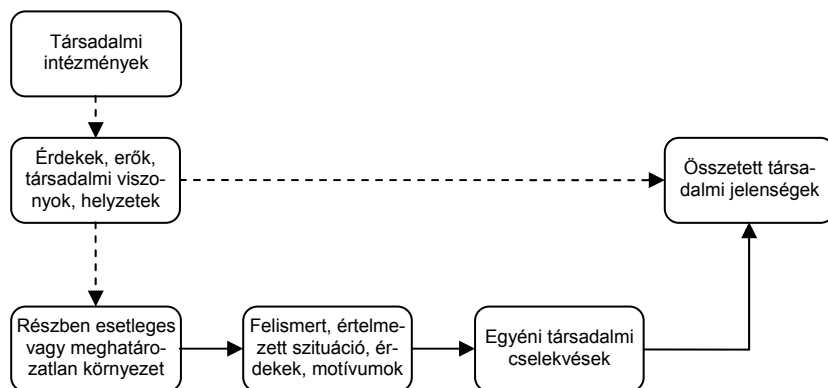 Társadalmi
intézmények
Érdekek, erők,
társadalmi viszo-
nyok, helyzetek
Összetett társa-
dalmi jelenségek
Részben esetleges
vagy meghatáro-
zatlan környezet
Felismert, értelme-
zett szituáció, ér-
dekek, motívumok
Egyéni társadalmi
cselekvések